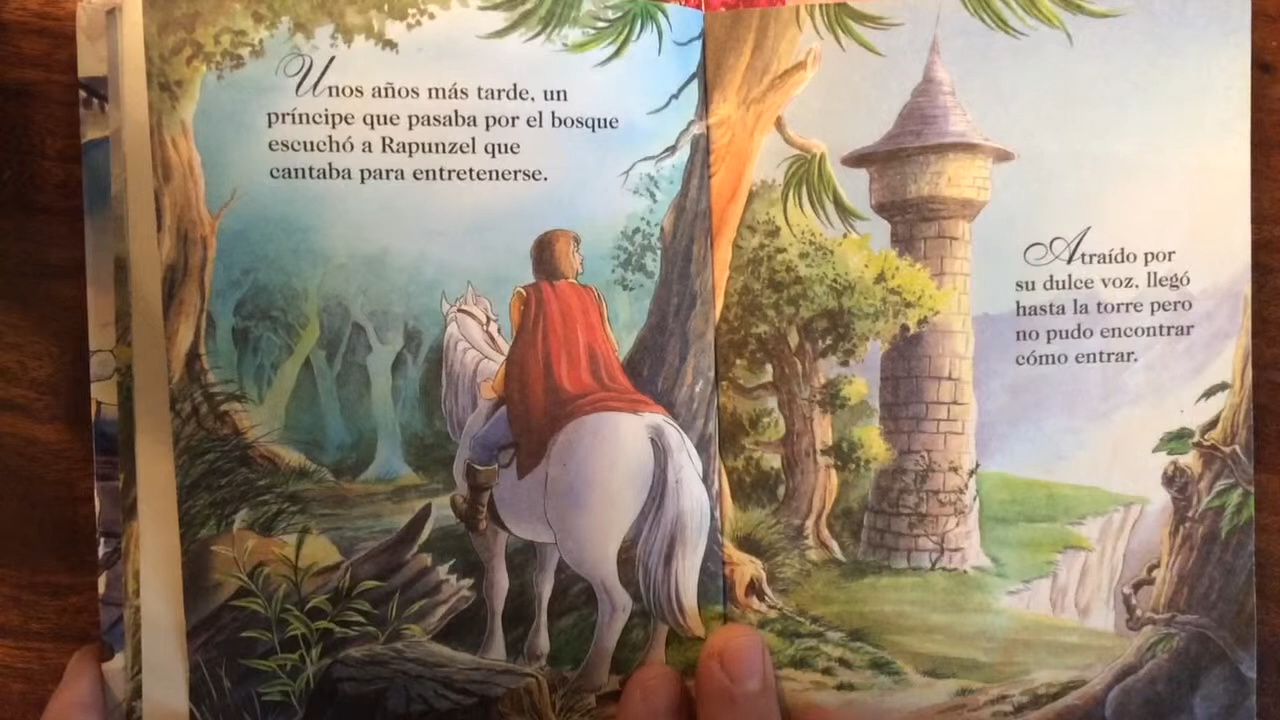 Unos años más tarde, un
príncipe que pasaba por el bosque
escuchó a Rapunzel que
cantaba para entretenerse.
Atraído por
su dulce voz, llegó
hasta la torre pero
no pudo encontrar
cómo entrar.